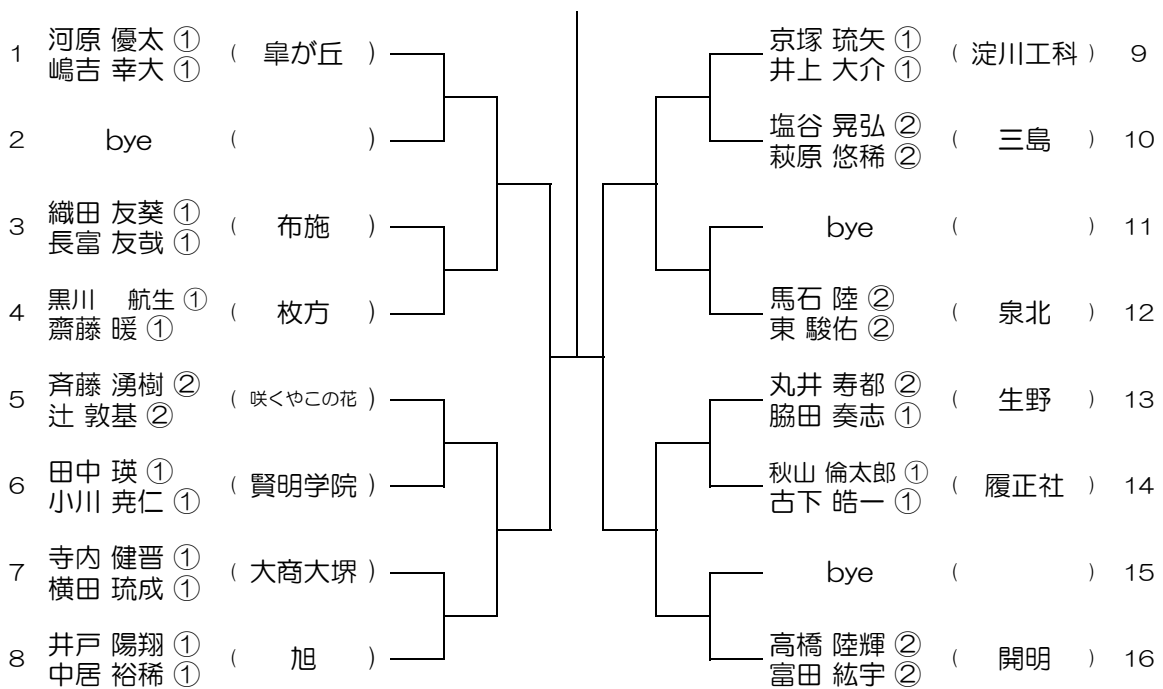 1 河原 優太 ① ( 皐が丘 )
嶋吉 幸大 ①
2 bye ( )
3 織田 友葵 ① ( 布施 )
長富 友哉 ①
4 黒川 航生 ① ( 枚方 )
齋藤 暖 ①
5 斉藤 湧樹 ② ( 咲くやこの花 )
辻 敦基 ②
6 田中 瑛 ① ( 賢明学院 )
小川 尭仁 ①
7 寺内 健晋 ① ( 大商大堺 )
横田 琉成 ①
8 井戸 陽翔 ① ( 旭 )
中居 裕稀 ①
京塚 琉矢 ① ( 淀川工科 ) 9
井上 大介 ①
塩谷 晃弘 ② ( 三島 ) 10
萩原 悠稀 ②
bye ( ) 11
馬石 陸 ② ( 泉北 ) 12
東 駿佑 ②
丸井 寿都 ② ( 生野 ) 13
脇田 奏志 ①
秋山 倫太郎 ① ( 履正社 ) 14
古下 皓一 ①
bye ( ) 15
高橋 陸輝 ② ( 開明 ) 16
富田 紘宇 ②